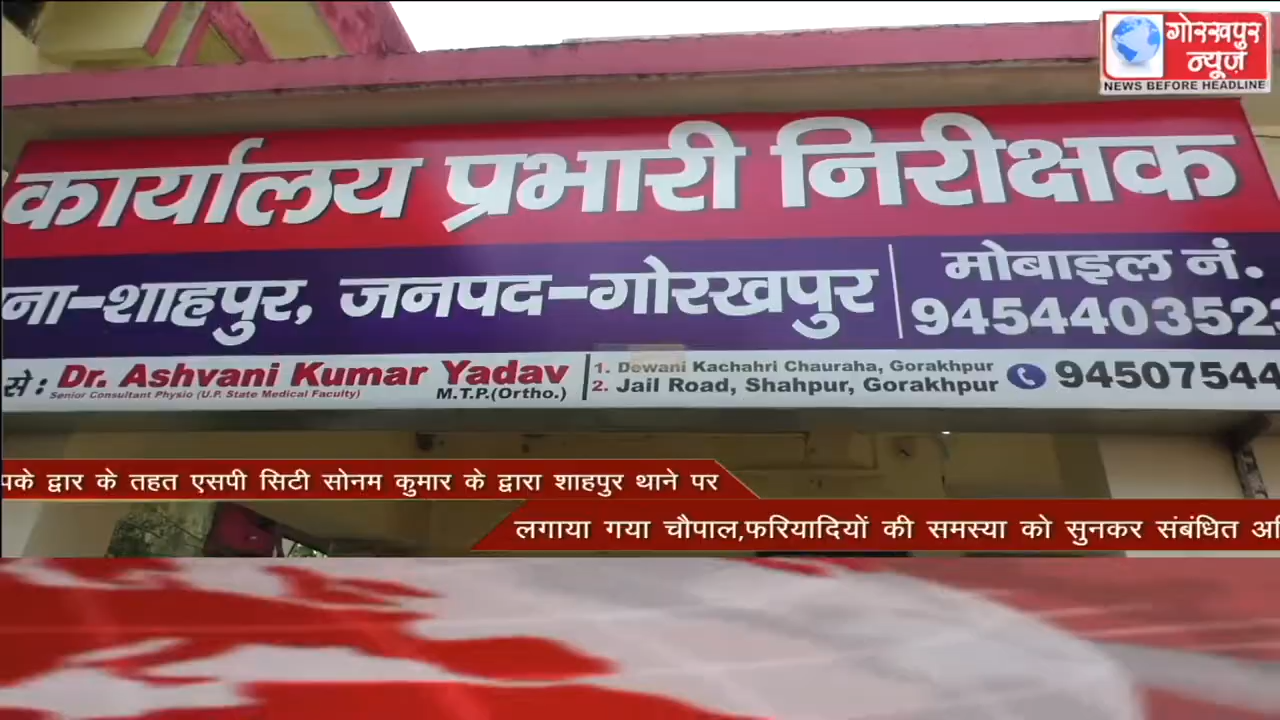 गोरखपुर
न्यूज़
NEWS BEFORE HEADLINE
कार्यालय प्रभारी निरीक्षक
ना-शाहपुर, जनपद-गोरखपुर
मोबाइल नं.
945440352
से : Dr. Ashvani Kumar Yadav
Senior Consultant Physio (U.P. State Medical Faculty)
M.T.P.(Ortho.)
1. Dewani Kachahri Chauraha, Gorakhpur
2. Jail Road, Shahpur, Gorakhpur
94507544
पके द्वार के तहत एसपी सिटी सोनम कुमार के द्वारा शाहपुर थाने पर
लगाया गया चौपाल,फरियादियों की समस्या को सुनकर संबंधित अ